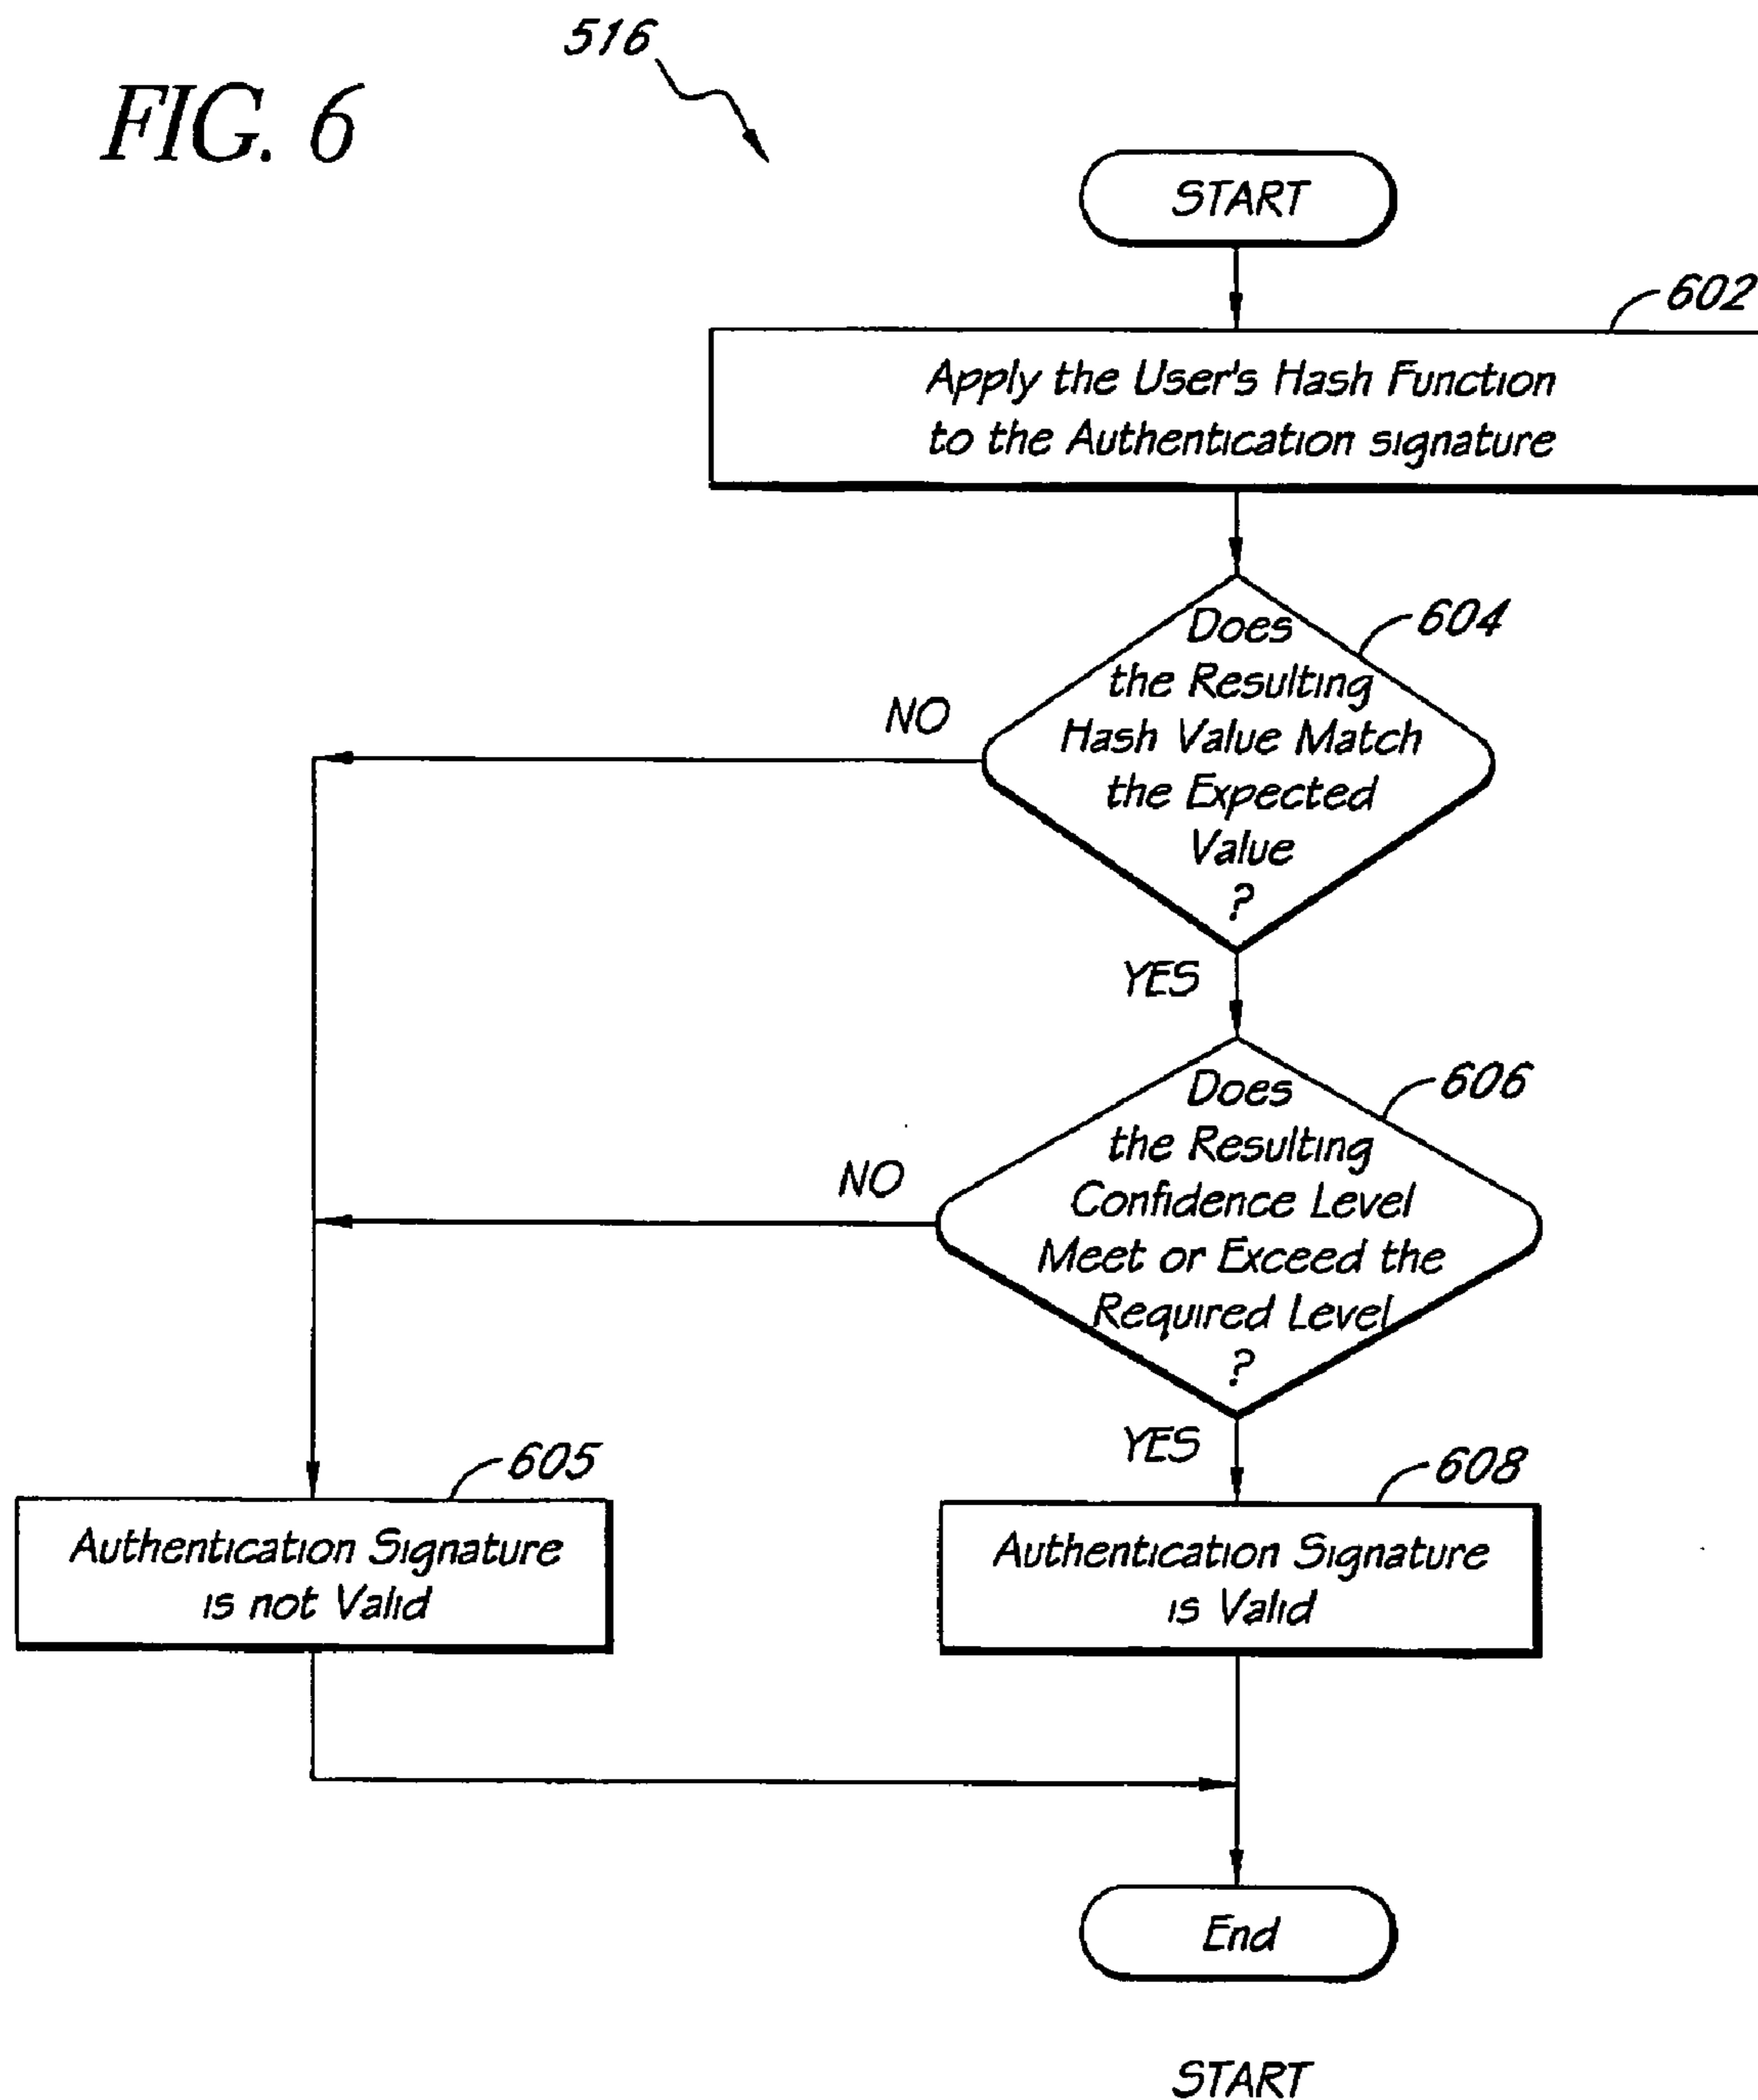 516
FIG. 6
START
602
Apply the User's Hash Function
to the Authentication signature
604
Does
the Resulting
Hash Value Match
the Expected
Value
?
NO
YES
606
Does
the Resulting
Confidence Level
Meet or Exceed the
Required Level
?
NO
YES
605
Authentication Signature
is not Valid
608
Authentication Signature
is Valid
End
START